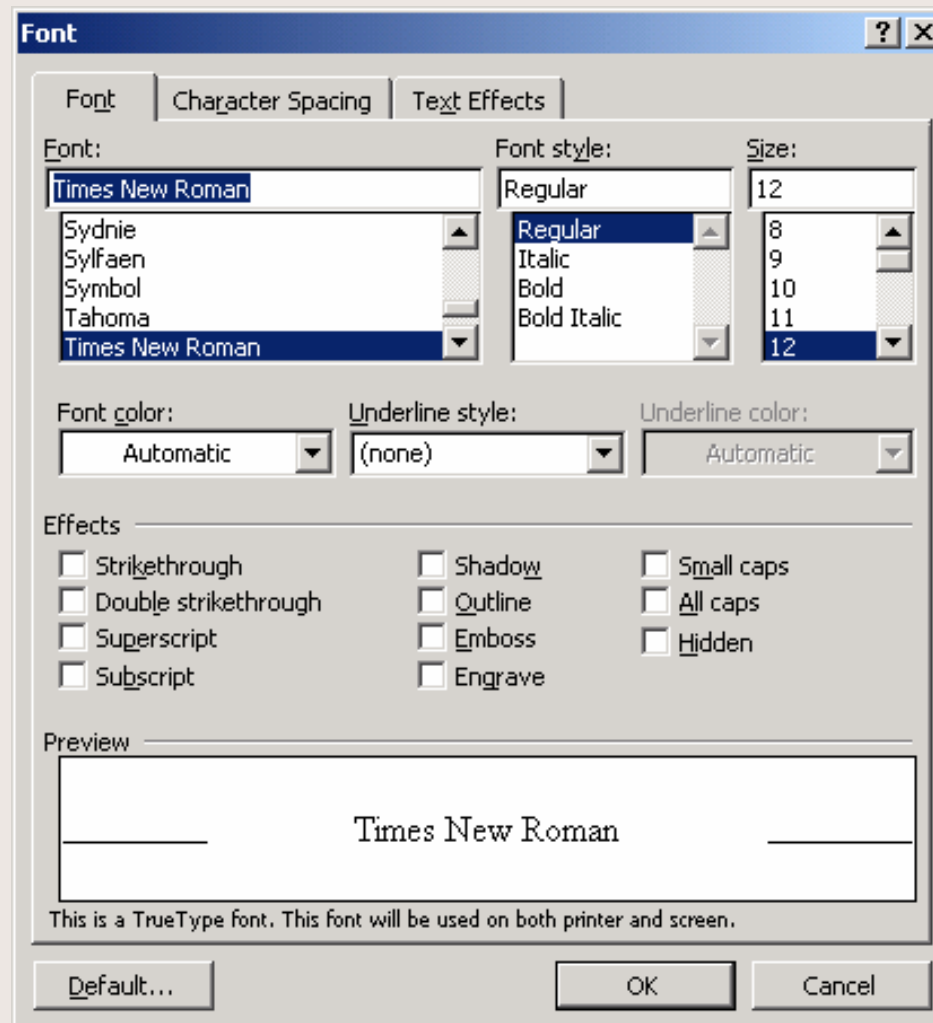 Font
Font Character Spacing Text Effects
Font: Font style: Size:
Times New Roman Regular 12
Sydnie Regular 8
Sylfaen Italic 9
Symbol Bold 10
Tahoma Bold Italic 11
Times New Roman 12
Font color: Underline style: Underline color:
Automatic (none) Automatic
Effects
Strikethrough Shadow Small caps
Double strikethrough Outline All caps
Superscript Emboss Hidden
Subscript Engrave
Preview
Times New Roman
This is a TrueType font. This font will be used on both printer and screen.
Default... OK Cancel